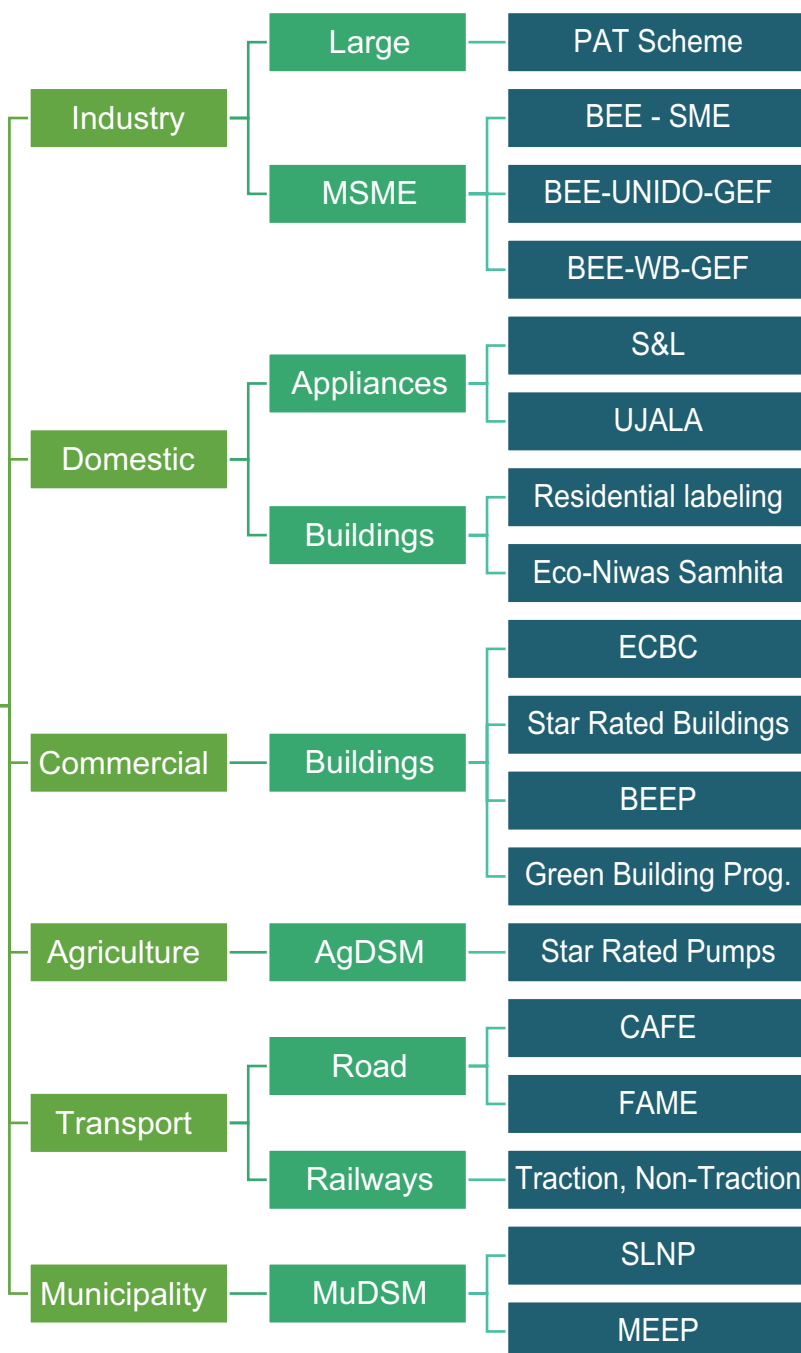 Large
PAT Scheme
Industry
BEE - SME
MSME
BEE-UNIDO-GEF
BEE-WB-GEF
S&L
Appliances
UJALA
Domestic
Residential labeling
Buildings
Eco-Niwas Samhita
ECBC
Star Rated Buildings
Commercial
Buildings
BEEP
Green Building Prog.
Agriculture
AgDSM
Star Rated Pumps
CAFE
Road
FAME
Transport
Railways
Traction, Non-Traction
SLNP
Municipality
MuDSM
MEEP